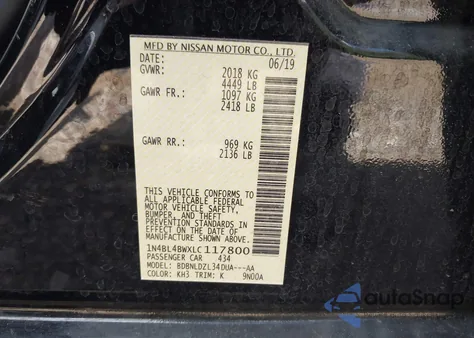 MFD BY NISSAN MOTOR CO., LTD.
DATE: 06/19
GVWR: 2018 KG
4449 LB
GAWR FR: 1097 KG
2418 LB
GAWR RR: 969 KG
2136 LB
THIS VEHICLE CONFORMS TO
ALL APPLICABLE FEDERAL
MOTOR VEHICLE SAFETY,
BUMPER, AND THEFT
PREVENTION STANDARDS IN
EFFECT ON THE DATE OF
MANUFACTURE SHOWN ABOVE.
1N4BL4BWXLC117800
PASSENGER CAR 434
MODEL: BDBNLDZL34DUA---AA
COLOR: KH3 TRIM: K 9N00A
autoSnap